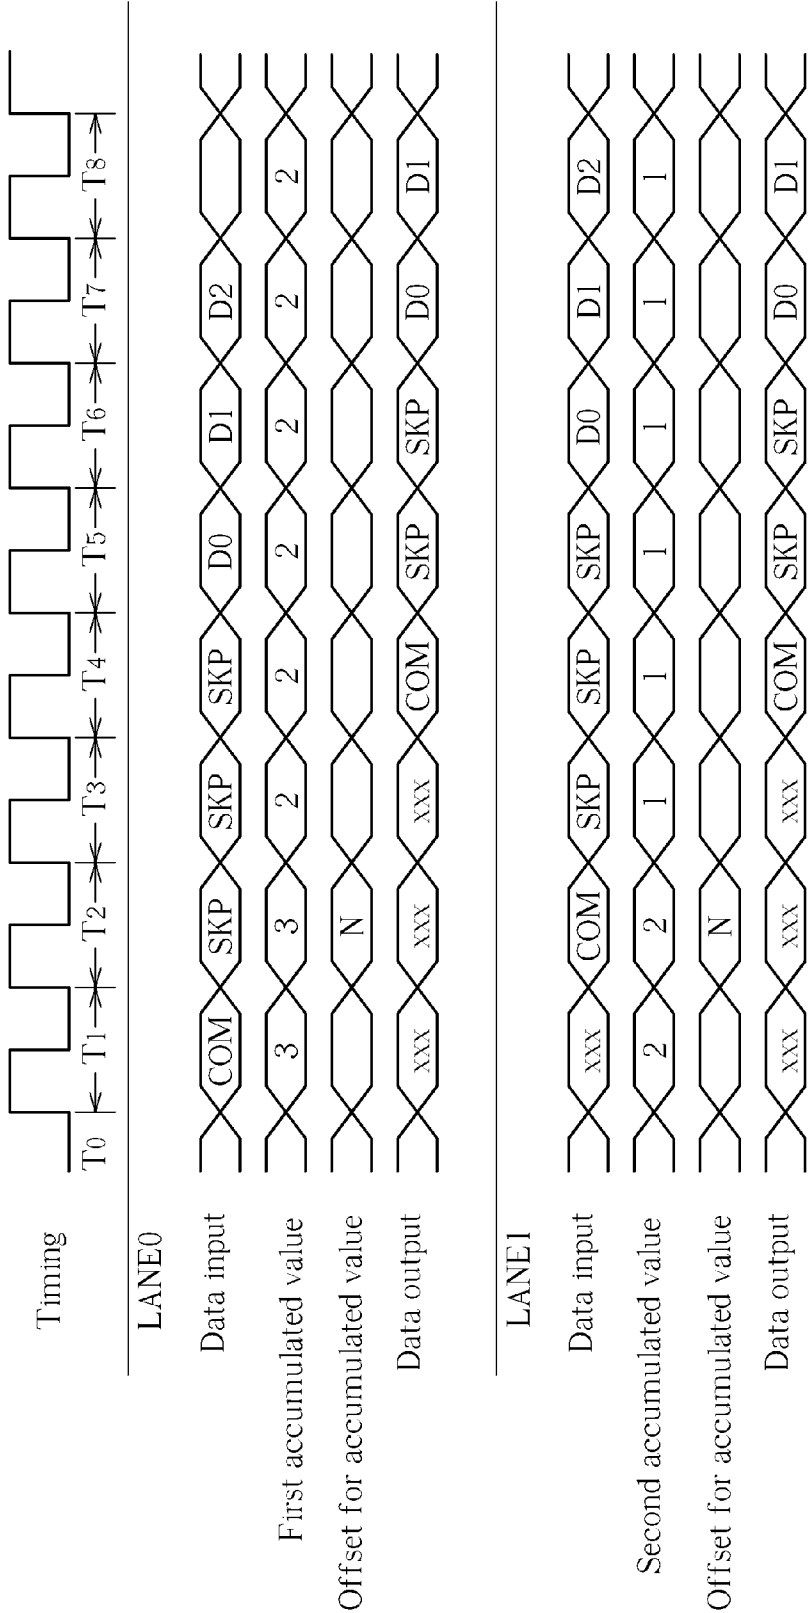 Timing T0 T1 T2 T3 T4 T5 T6 T7 T8
LANE0
Data input COM SKP SKP SKP D0 D1 D2
First accumulated value 3 3 2 2 2 2 2 2
Offset for accumulated value N
Data output xxx xxx xxx COM SKP SKP D0 D1
LANE1
Data input xxx COM SKP SKP SKP D0 D1 D2
Second accumulated value 2 2 1 1 1 1 1 1
Offset for accumulated value N
Data output xxx xxx xxx COM SKP SKP D0 D1